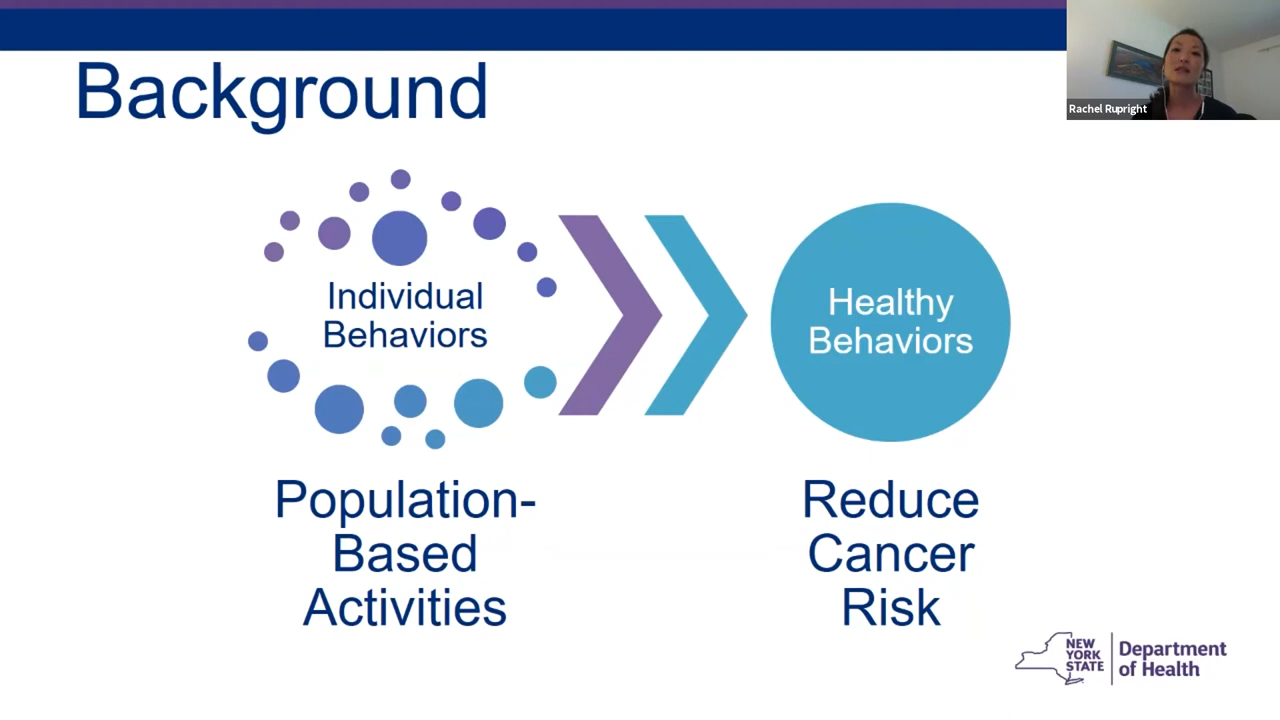 Background
Rachel Rupright
Individual
Behaviors
Healthy
Behaviors
Population-
Based
Activities
Reduce
Cancer
Risk
NEW
YORK
STATE
Department
of Health